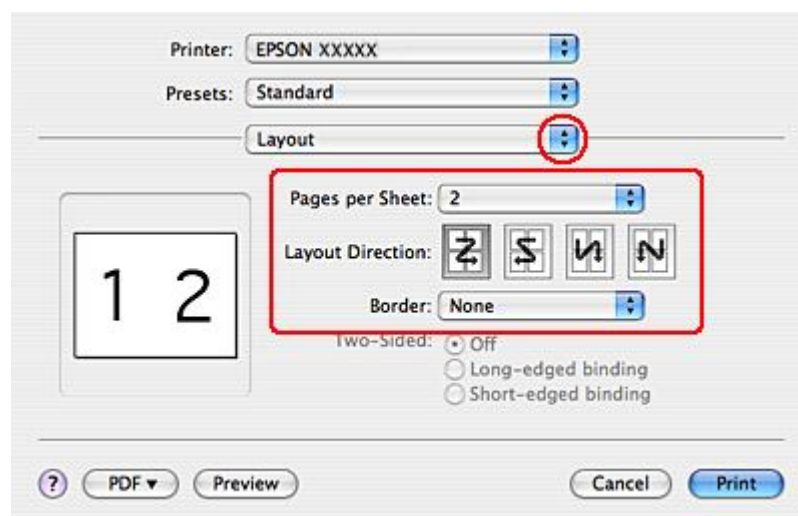 Printer: EPSON XXXXX
Presets: Standard
Layout
Pages per Sheet: 2
Layout Direction:
1 2
Border: None
Two-Sided: Off
Long-edged binding
Short-edged binding
? PDF▼ Preview Cancel Print